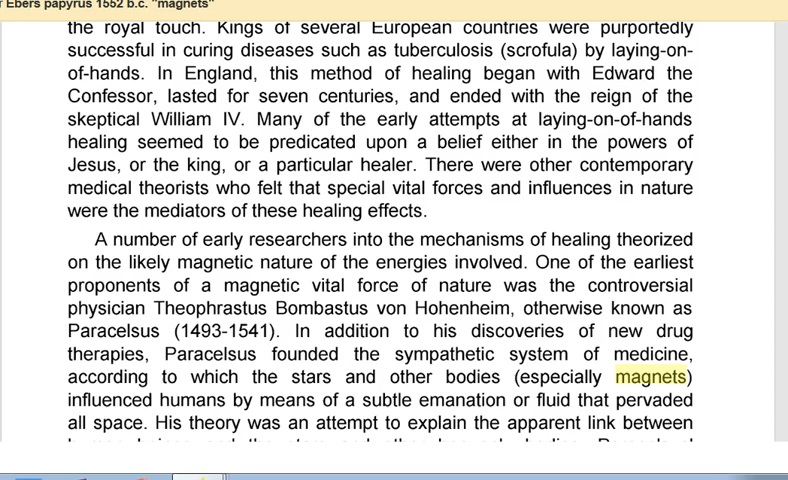 Ebers papyrus 1552 b.c. "magnets"
the royal touch. Kings of several European countries were purportedly
successful in curing diseases such as tuberculosis (scrofula) by laying-on-
of-hands. In England, this method of healing began with Edward the
Confessor, lasted for seven centuries, and ended with the reign of the
skeptical William IV. Many of the early attempts at laying-on-of-hands
healing seemed to be predicated upon a belief either in the powers of
Jesus, or the king, or a particular healer. There were other contemporary
medical theorists who felt that special vital forces and influences in nature
were the mediators of these healing effects.
A number of early researchers into the mechanisms of healing theorized
on the likely magnetic nature of the energies involved. One of the earliest
proponents of a magnetic vital force of nature was the controversial
physician Theophrastus Bombastus von Hohenheim, otherwise known as
Paracelsus (1493-1541). In addition to his discoveries of new drug
therapies, Paracelsus founded the sympathetic system of medicine,
according to which the stars and other bodies (especially magnets)
influenced humans by means of a subtle emanation or fluid that pervaded
all space. His theory was an attempt to explain the apparent link between